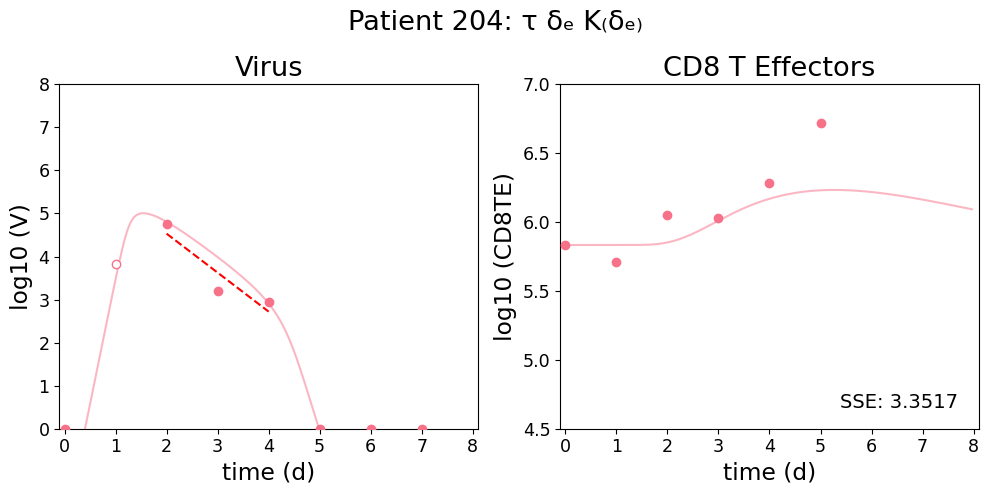 Patient 204: τ δₑ K₍δₑ₎
Virus
CD8 T Effectors
log10 (V)
8
7
6
5
4
3
2
1
0
0 1 2 3 4 5 6 7 8
time (d)
log10 (CD8TE)
7.0
6.5
6.0
5.5
5.0
4.5
SSE: 3.3517
0 1 2 3 4 5 6 7 8
time (d)